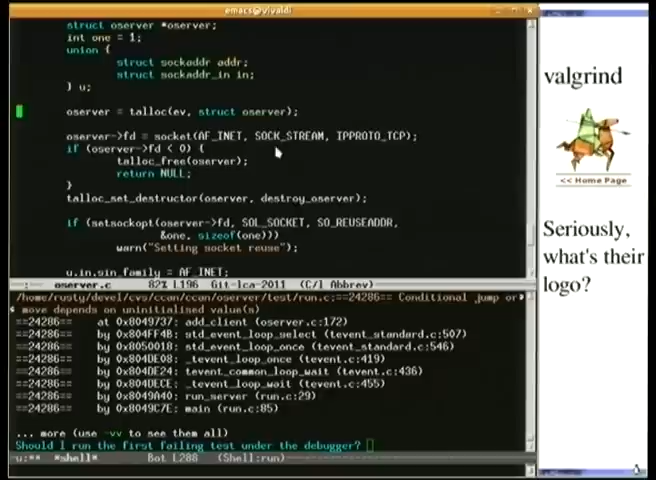 emacs@vivaldi
struct oserver *oserver;
int one = 1;
union {
struct sockaddr addr;
struct sockaddr_in in;
} u;
oserver = talloc(ev, struct oserver);
oserver->fd = socket(AF_INET, SOCK_STREAM, IPPROTO_TCP);
if (oserver->fd < 0) {
talloc_free(oserver);
return NULL;
}
talloc_set_destructor(oserver, destroy_oserver);
if (setsockopt(oserver->fd, SOL_SOCKET, SO_REUSEADDR,
&one, sizeof(one)))
warn("Setting socket reuse");
u.in.sin_family = AF_INET;
-:--- oserver.c 82% L196 Git-lca-2011 (C/l Abbrev)
/home/rusty/devel/cvs/ccan/ccan/oserver/test/run.c:==24286== Conditional jump or
move depends on uninitialised value(s)
==24286== at 0x8049737: add_client (oserver.c:172)
==24286== by 0x804FF4B: std_event_loop_select (tevent_standard.c:507)
==24286== by 0x8050018: std_event_loop_once (tevent_standard.c:546)
==24286== by 0x804DE08: _tevent_loop_once (tevent.c:419)
==24286== by 0x804DE24: tevent_common_loop_wait (tevent.c:436)
==24286== by 0x804DECE: _tevent_loop_wait (tevent.c:455)
==24286== by 0x8049A40: run_server (run.c:29)
==24286== by 0x8049C7E: main (run.c:85)
... more (use -vv to see them all)
Should I run the first failing test under the debugger?
u:** *shell* Bot L288 (Shell:run)
valgrind
<< Home Page
Seriously,
what's their
logo?